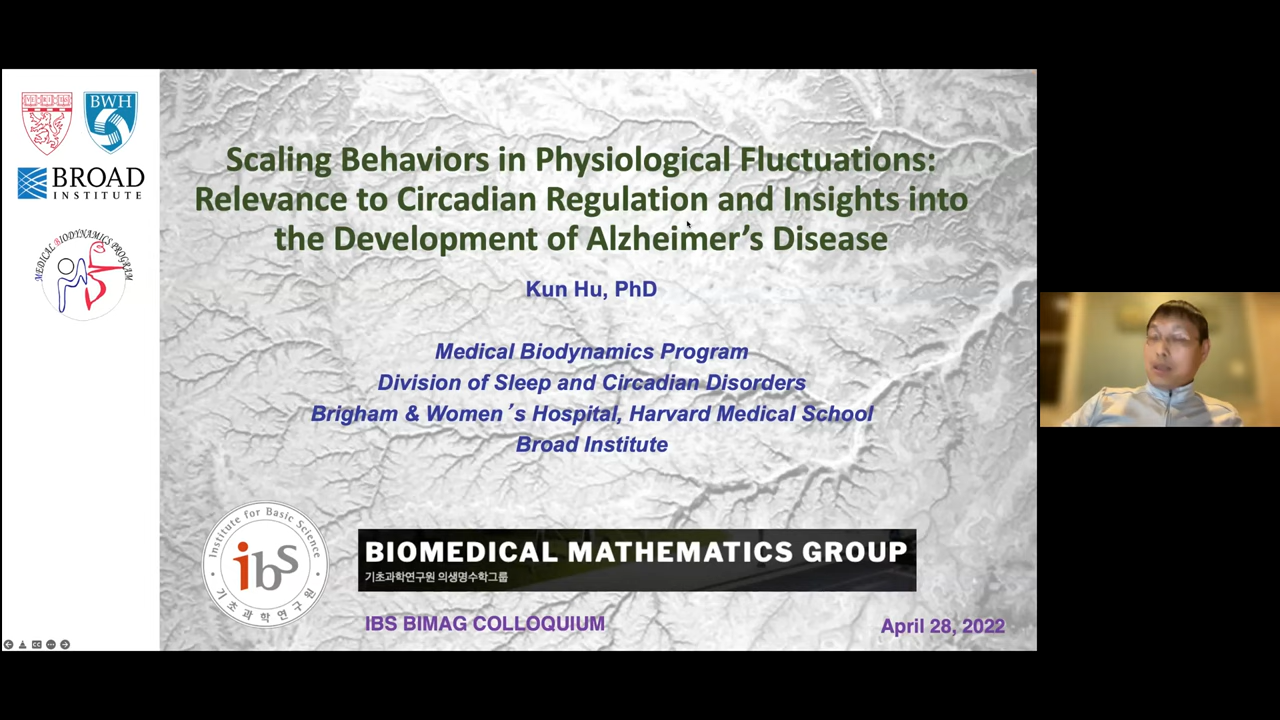 VE RI TAS
BWH
BROAD
INSTITUTE
MEDICAL BIODYNAMICS PROGRAM
Scaling Behaviors in Physiological Fluctuations:
Relevance to Circadian Regulation and Insights into
the Development of Alzheimer's Disease
Kun Hu, PhD
Medical Biodynamics Program
Division of Sleep and Circadian Disorders
Brigham & Women´s Hospital, Harvard Medical School
Broad Institute
Institute for Basic Science
ibs
기초과학연구원
BIOMEDICAL MATHEMATICS GROUP
기초과학연구원 의생명수학그룹
IBS BIMAG COLLOQUIUM
April 28, 2022